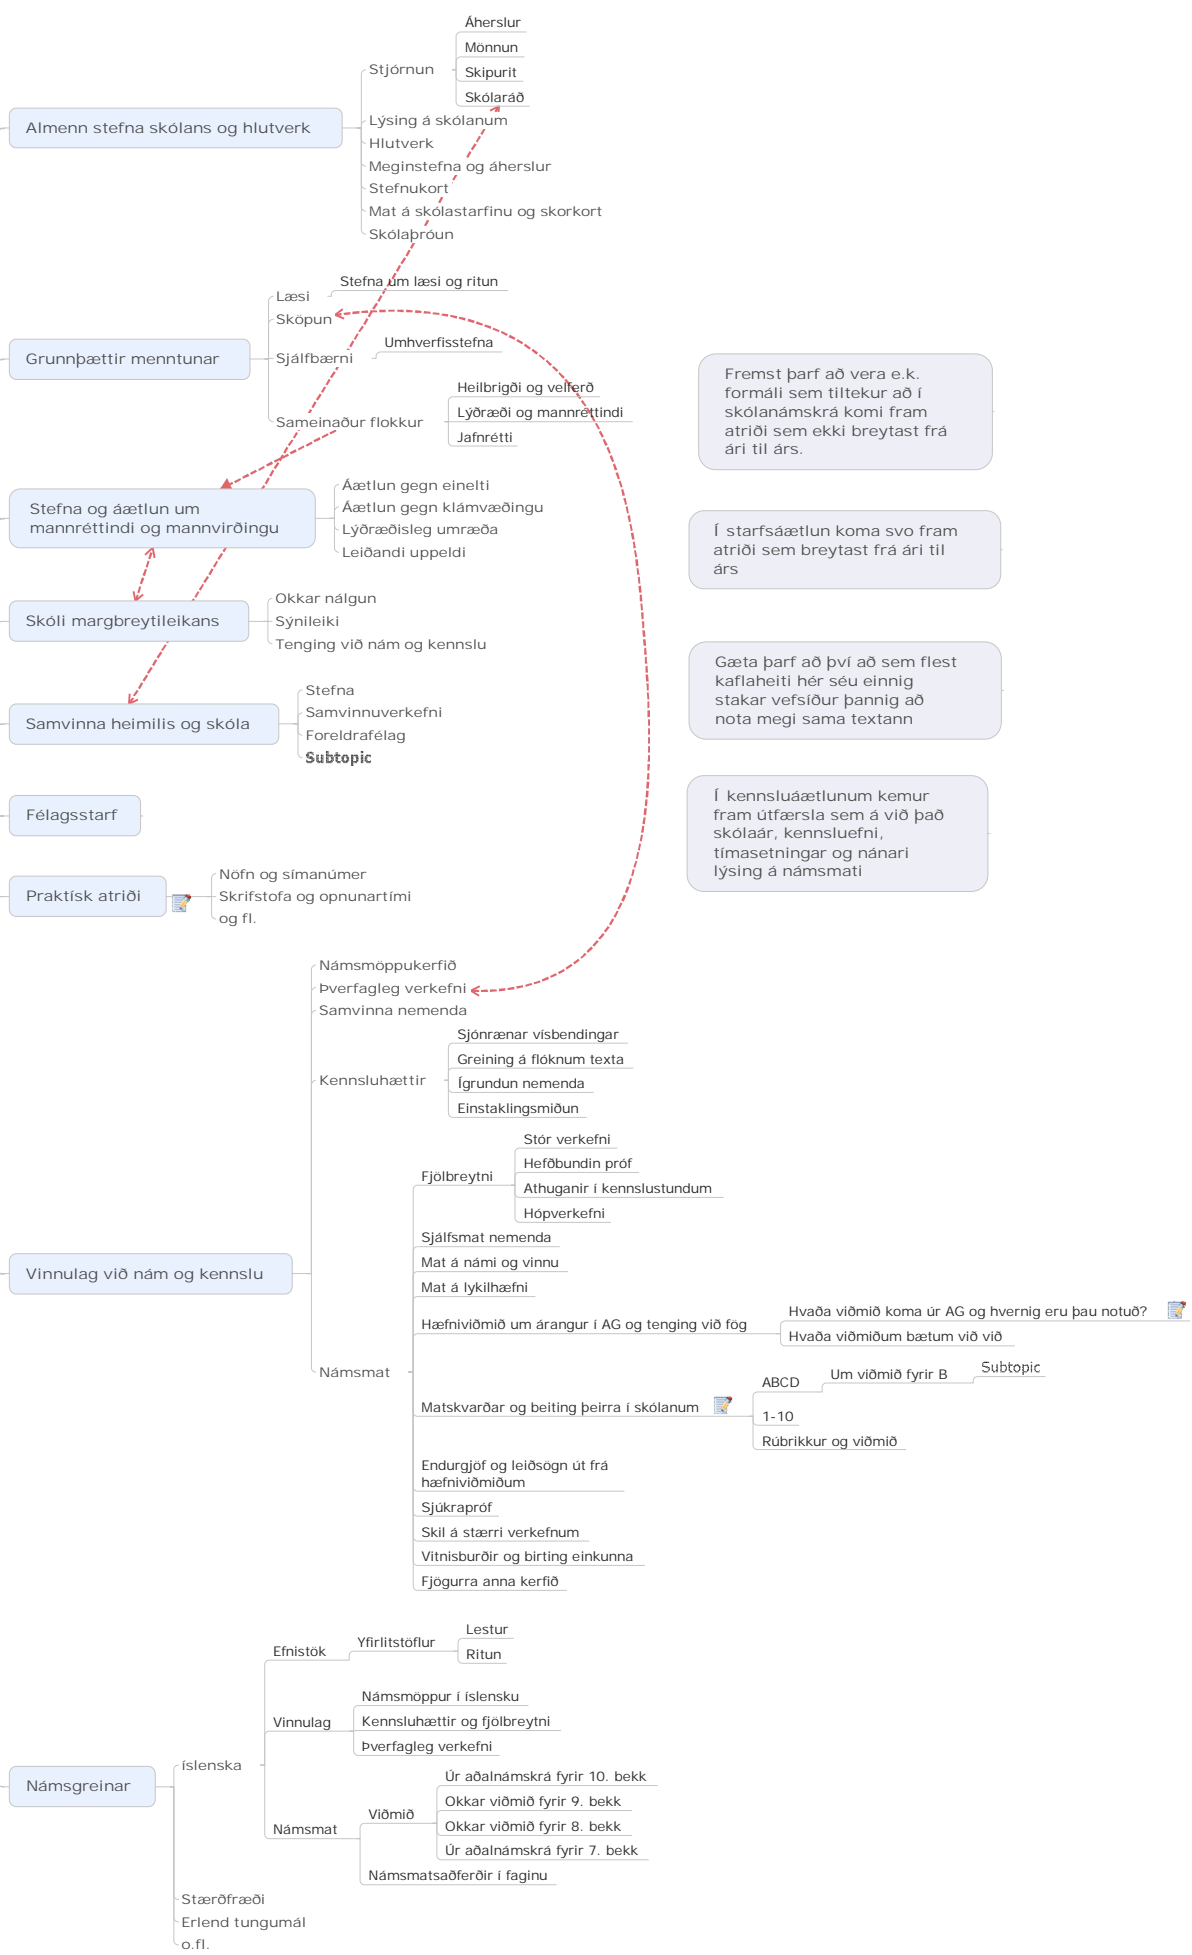 Almenn stefna skólans og hlutverk
Stjórnun
Áherslur
Mönnun
Skipurit
Skólaráð
Lýsing á skólanum
Hlutverk
Meginstefna og áherslur
Stefnukort
Mat á skólastarfinu og skorkort
Skólaþróun
Grunnþættir menntunar
Læsi
Stefna um læsi og ritun
Sköpun
Sjálfbærni
Umhverfisstefna
Sameinaður flokkur
Heilbrigði og velferð
Lýðræði og mannréttindi
Jafnrétti
Stefna og áætlun um
mannréttindi og mannvirðingu
Áætlun gegn einelti
Áætlun gegn klámvæðingu
Lýðræðisleg umræða
Leiðandi uppeldi
Skóli margbreytileikans
Okkar nálgun
Sýnileiki
Tenging við nám og kennslu
Samvinna heimilis og skóla
Stefna
Samvinnuverkefni
Foreldrafélag
Subtopic
Félagsstarf
Praktísk atriði
Nöfn og símanúmer
Skrifstofa og opnunartími
og fl.
Fremst þarf að vera e.k.
formáli sem tiltekur að í
skólanámskrá komi fram
atriði sem ekki breytast frá
ári til árs.
Í starfsáætlun koma svo fram
atriði sem breytast frá ári til
árs
Gæta þarf að því að sem flest
kaflaheiti hér séu einnig
stakar vefsíður þannig að
nota megi sama textann
Í kennsluáætlunum kemur
fram útfærsla sem á við það
skólaár, kennsluefni,
tímasetningar og nánari
lýsing á námsmati
Vinnulag við nám og kennslu
Námsmöppukerfið
Þverfagleg verkefni
Samvinna nemenda
Kennsluhættir
Sjónrænar vísbendingar
Greining á flóknum texta
Ígrundun nemenda
Einstaklingsmiðun
Námsmat
Fjölbreytni
Stór verkefni
Hefðbundin próf
Athuganir í kennslustundum
Hópverkefni
Sjálfsmat nemenda
Mat á námi og vinnu
Mat á lykilhæfni
Hæfniviðmið um árangur í AG og tenging við fög
Hvaða viðmið koma úr AG og hvernig eru þau notuð?
Hvaða viðmiðum bætum við við
Matskvarðar og beiting þeirra í skólanum
ABCD
Um viðmið fyrir B
Subtopic
1-10
Rúbrikkur og viðmið
Endurgjöf og leiðsögn út frá
hæfniviðmiðum
Sjúkrapróf
Skil á stærri verkefnum
Vitnisburðir og birting einkunna
Fjögurra anna kerfið
Námsgreinar
íslenska
Efnistök
Yfirlitstöflur
Lestur
Ritun
Vinnulag
Námsmöppur í íslensku
Kennsluhættir og fjölbreytni
Þverfagleg verkefni
Námsmat
Viðmið
Úr aðalnámskrá fyrir 10. bekk
Okkar viðmið fyrir 9. bekk
Okkar viðmið fyrir 8. bekk
Úr aðalnámskrá fyrir 7. bekk
Námsmatsaðferðir í faginu
Stærðfræði
Erlend tungumál
o.fl.